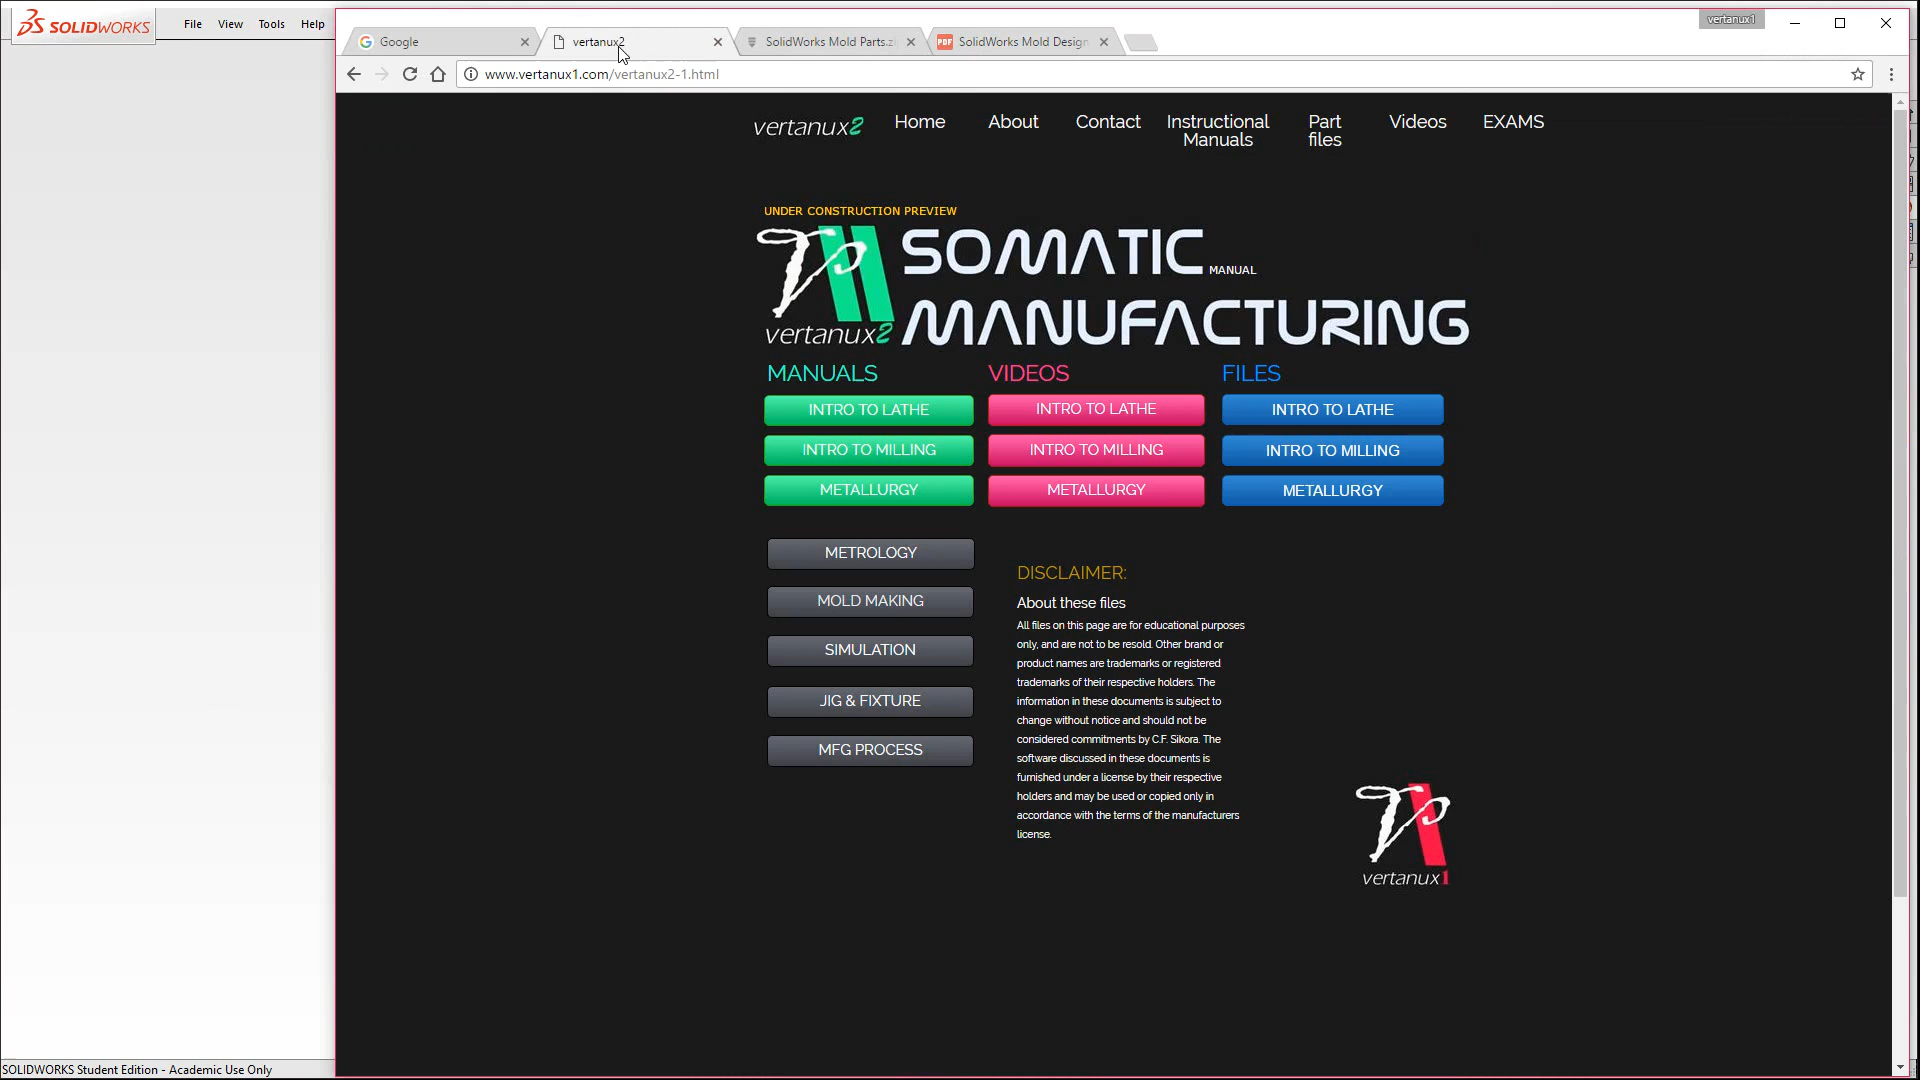 SOLIDWORKS
File View Tools Help
vertanux1
Google
vertanux2
SolidWorks Mold Parts.zi
PDF SolidWorks Mold Design
www.vertanux1.com/vertanux2-1.html
vertanux2
Home
About
Contact
Instructional
Manuals
Part
files
Videos
EXAMS
UNDER CONSTRUCTION PREVIEW
SOMATIC
MANUAL
MANUFACTURING
vertanux2
MANUALS
VIDEOS
FILES
INTRO TO LATHE
INTRO TO LATHE
INTRO TO LATHE
INTRO TO MILLING
INTRO TO MILLING
INTRO TO MILLING
METALLURGY
METALLURGY
METALLURGY
METROLOGY
MOLD MAKING
SIMULATION
JIG & FIXTURE
MFG PROCESS
DISCLAIMER:
About these files
All files on this page are for educational purposes
only, and are not to be resold. Other brand or
product names are trademarks or registered
trademarks of their respective holders. The
information in these documents is subject to
change without notice and should not be
considered commitments by C.F. Sikora. The
software discussed in these documents is
furnished under a license by their respective
holders and may be used or copied only in
accordance with the terms of the manufacturers
license.
vertanux1
SOLIDWORKS Student Edition - Academic Use Only